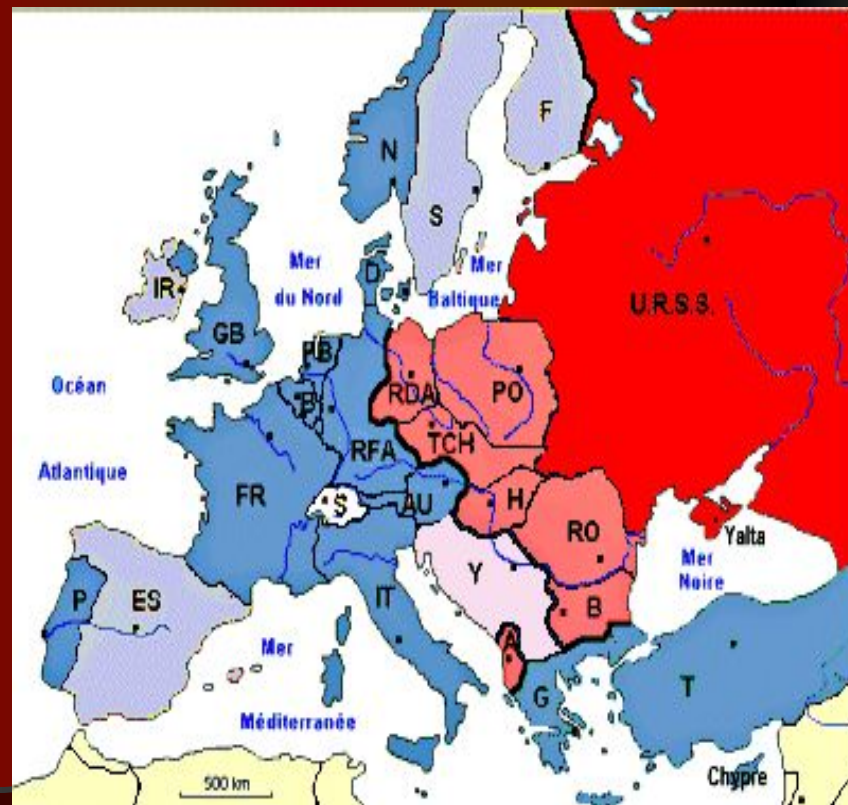 F
N
S
Mer
du Nord
Mer
Baltique
D
IR
GB
U.R.S.S.
PB
Océan
Atlantique
B
RDA
PO
RFA
TCH
FR
S
AU
H
RO
Yalta
Mer
Noire
P
ES
IT
Y
B
A
Mer
Méditerranée
G
T
Chypre
500 km